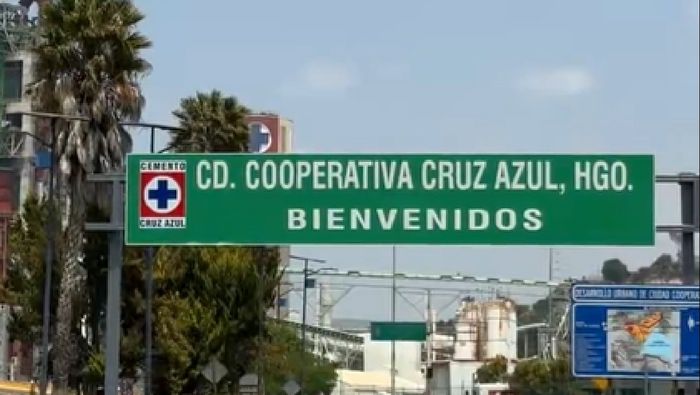 CEMENTO
CRUZ AZUL
CD. COOPERATIVA CRUZ AZUL, HGO.
BIENVENIDOS
DESARROLLO URBANO DE CIUDAD COOPERA